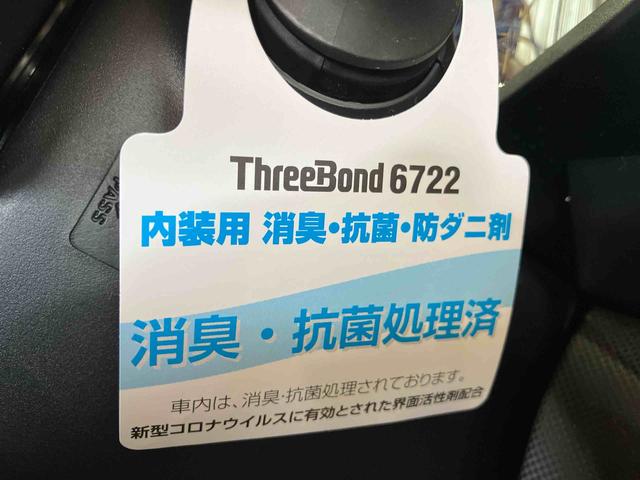 ThreeBond 6722
内装用 消臭・抗菌・防ダニ剤
消臭・抗菌処理済
車内は、消臭・抗菌処理されております。
新型コロナウイルスに有効とされた界面活性剤配合
PASS